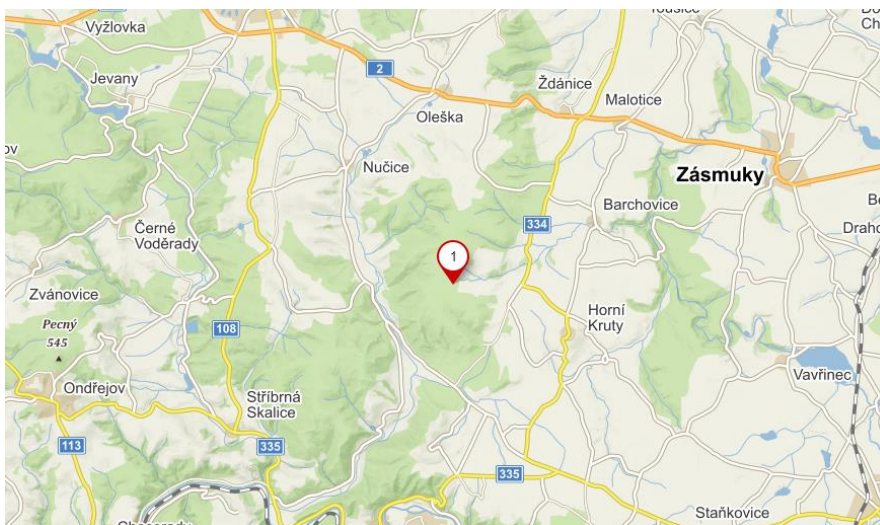 Vyžlovka
Jevany
2
Ždánice
Malotice
Oleška
Nučice
Zásmuky
Barchovice
334
Černé
Voděrady
1
Zvánovice
Pecný
545
108
Horní
Kruty
Vavřinec
Ondřejov
Stříbrná
Skalice
113
335
335
Staňkovice